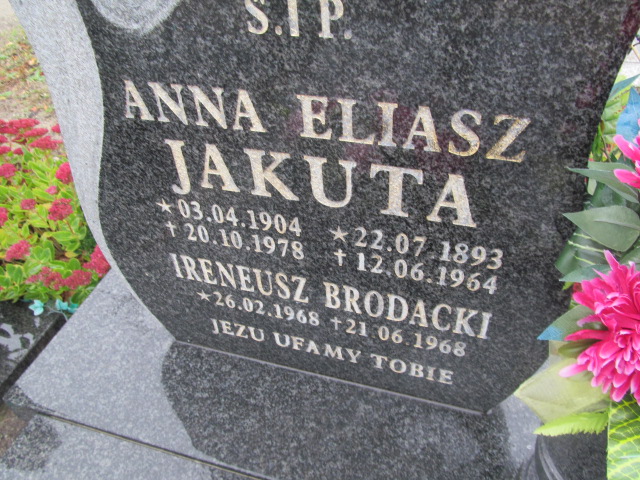 Ś.†P.
ANNA ELIASZ
JAKUTA
★03.04.1904 ★22.07.1893
†20.10.1978 †12.06.1964
IRENEUSZ BRODACKI
★26.02.1968 †21.06.1968
JEZU UFAMY TOBIE